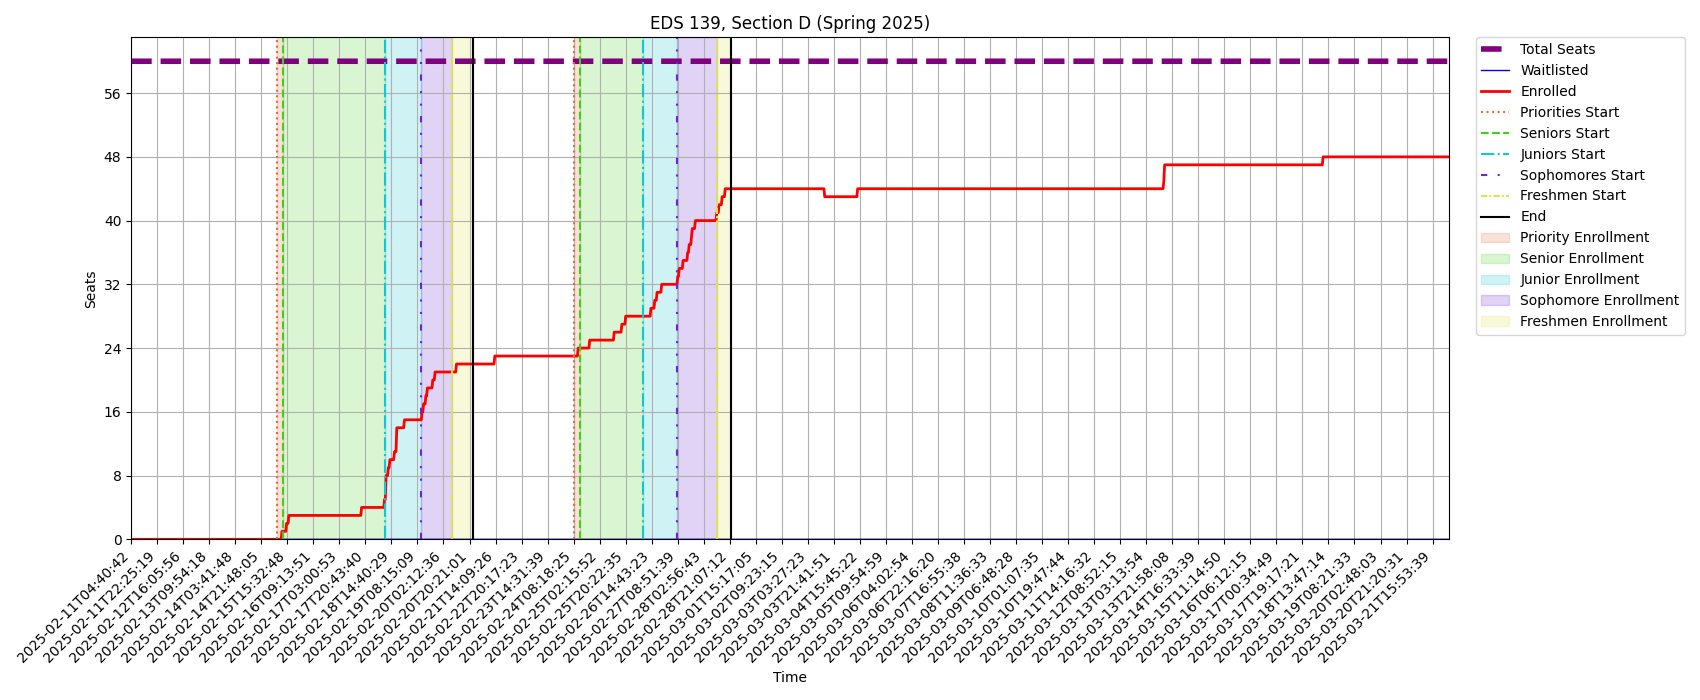 EDS 139, Section D (Spring 2025)
Total Seats
Waitlisted
Enrolled
Priorities Start
Seniors Start
Juniors Start
Sophomores Start
Freshmen Start
End
Priority Enrollment
Senior Enrollment
Junior Enrollment
Sophomore Enrollment
Freshmen Enrollment
Seats
56
48
40
32
24
16
8
0
2025-02-11T04:40:42
2025-02-11T22:25:19
2025-02-12T16:05:56
2025-02-13T09:54:18
2025-02-14T03:41:48
2025-02-14T21:48:05
2025-02-15T15:32:48
2025-02-16T09:13:51
2025-02-17T03:00:53
2025-02-17T20:43:40
2025-02-18T14:40:29
2025-02-19T08:15:09
2025-02-20T02:12:36
2025-02-20T20:21:01
2025-02-21T14:09:26
2025-02-22T20:17:23
2025-02-23T14:31:39
2025-02-24T08:18:25
2025-02-25T02:15:52
2025-02-25T20:22:35
2025-02-26T14:43:23
2025-02-27T08:51:39
2025-02-28T02:56:43
2025-02-28T21:07:12
2025-03-01T15:17:05
2025-03-02T09:23:15
2025-03-03T03:27:23
2025-03-03T21:41:51
2025-03-04T15:45:22
2025-03-05T09:54:59
2025-03-06T04:02:54
2025-03-06T22:16:20
2025-03-07T16:55:38
2025-03-08T11:36:33
2025-03-09T06:48:28
2025-03-10T01:07:35
2025-03-10T19:47:44
2025-03-11T14:16:32
2025-03-12T08:52:15
2025-03-13T03:13:54
2025-03-13T21:58:08
2025-03-14T16:33:39
2025-03-15T11:14:50
2025-03-16T06:12:15
2025-03-17T00:34:49
2025-03-17T19:17:21
2025-03-18T13:47:14
2025-03-19T08:21:33
2025-03-20T02:48:03
2025-03-20T21:20:31
2025-03-21T15:53:39
Time